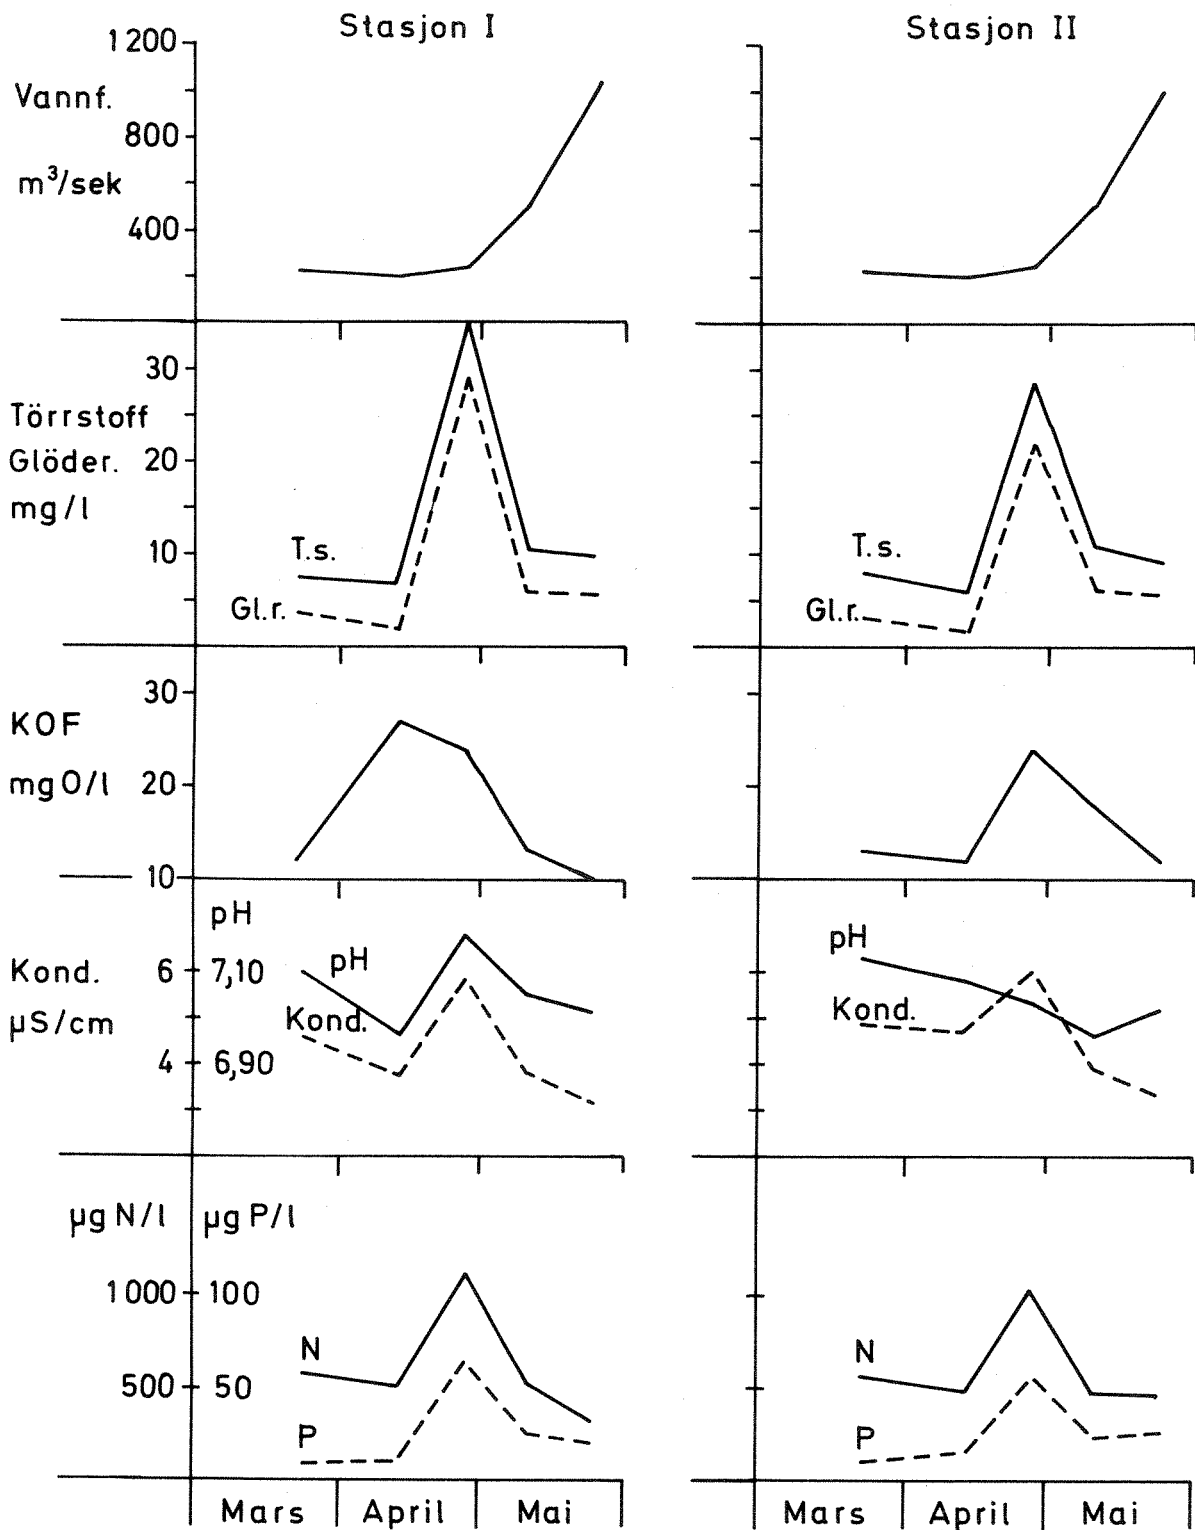 Stasjon I Stasjon II
1200
Vannf.
800
m³/sek
400
30
Törrstoff
Glöder. 20
mg/l
10
T.s. T.s.
Gl.r. Gl.r.
30
KOF
mgO/l 20
10
pH
pH pH
Kond. 6 7,10
Kond. Kond.
µS/cm
4 6,90
µg N/l µg P/l
1000 100
N N
500 50
P P
Mars April Mai Mars April Mai